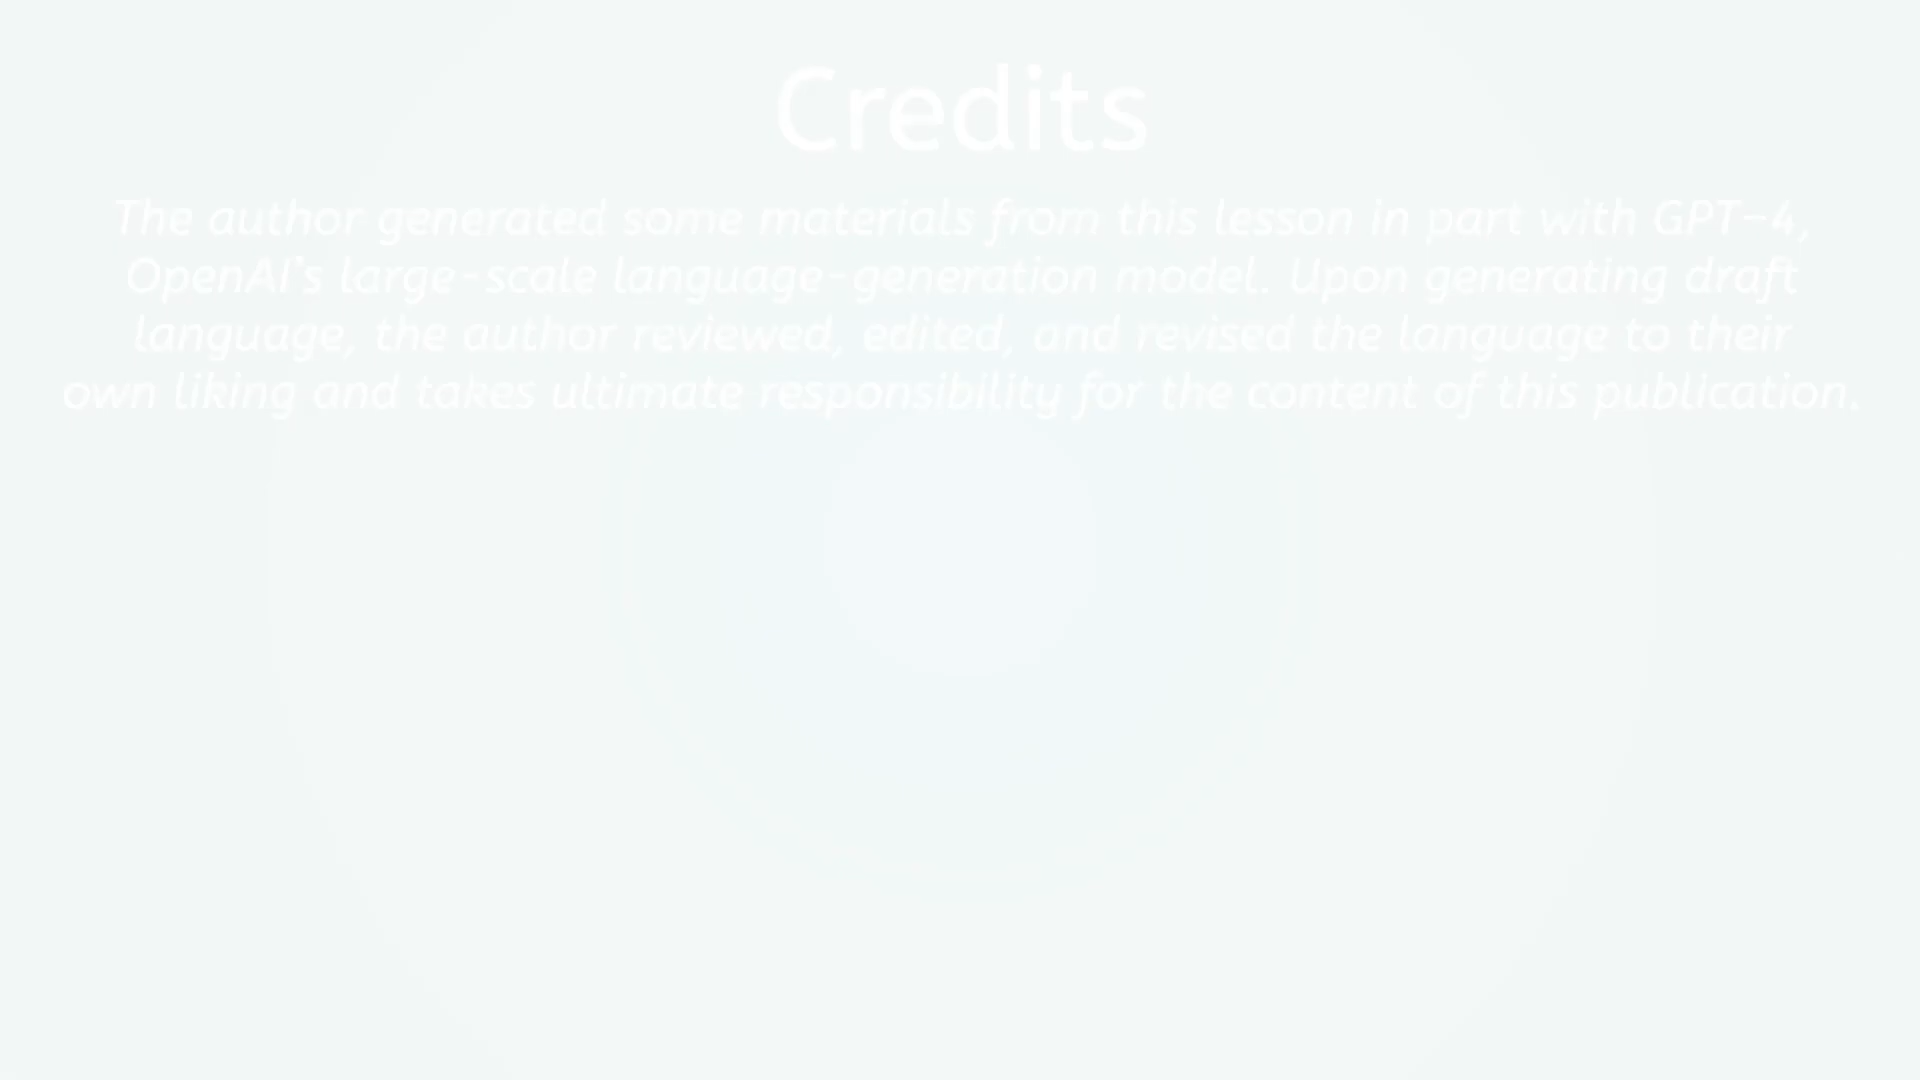 Credits
The author generated some materials from this lesson in part with GPT-4,
OpenAI's large-scale language-generation model. Upon generating draft
language, the author reviewed, edited, and revised the language to their
own liking and takes ultimate responsibility for the content of this publication.